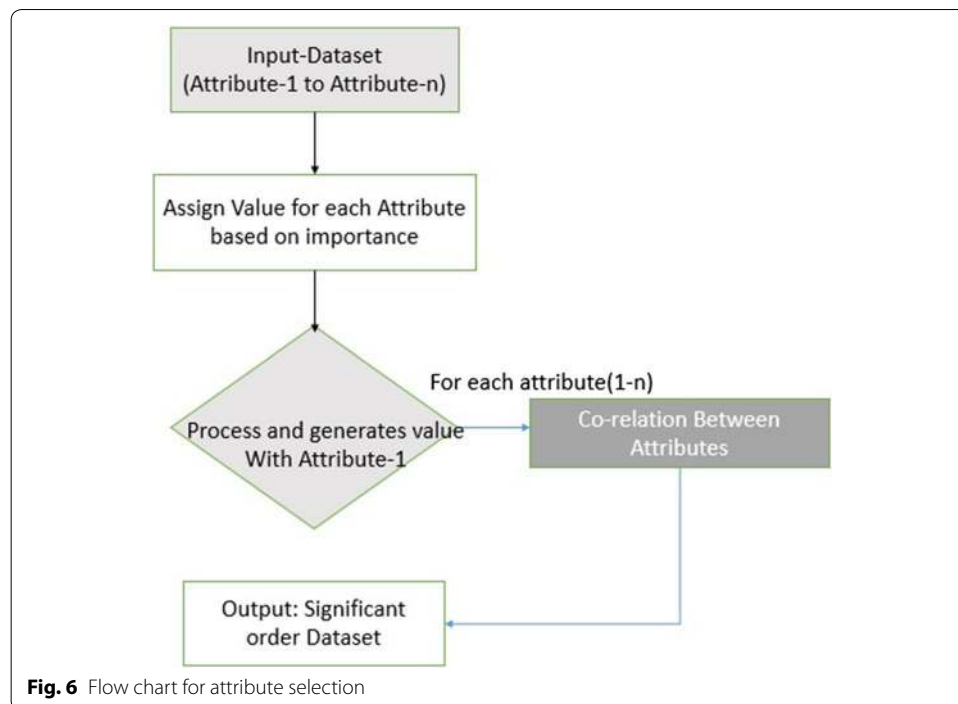 Input-Dataset
(Attribute-1 to Attribute-n)
Assign Value for each Attribute
based on importance
For each attribute(1-n)
Process and generates value
With Attribute-1
Co-relation Between
Attributes
Output: Significant
order Dataset
Fig. 6 Flow chart for attribute selection